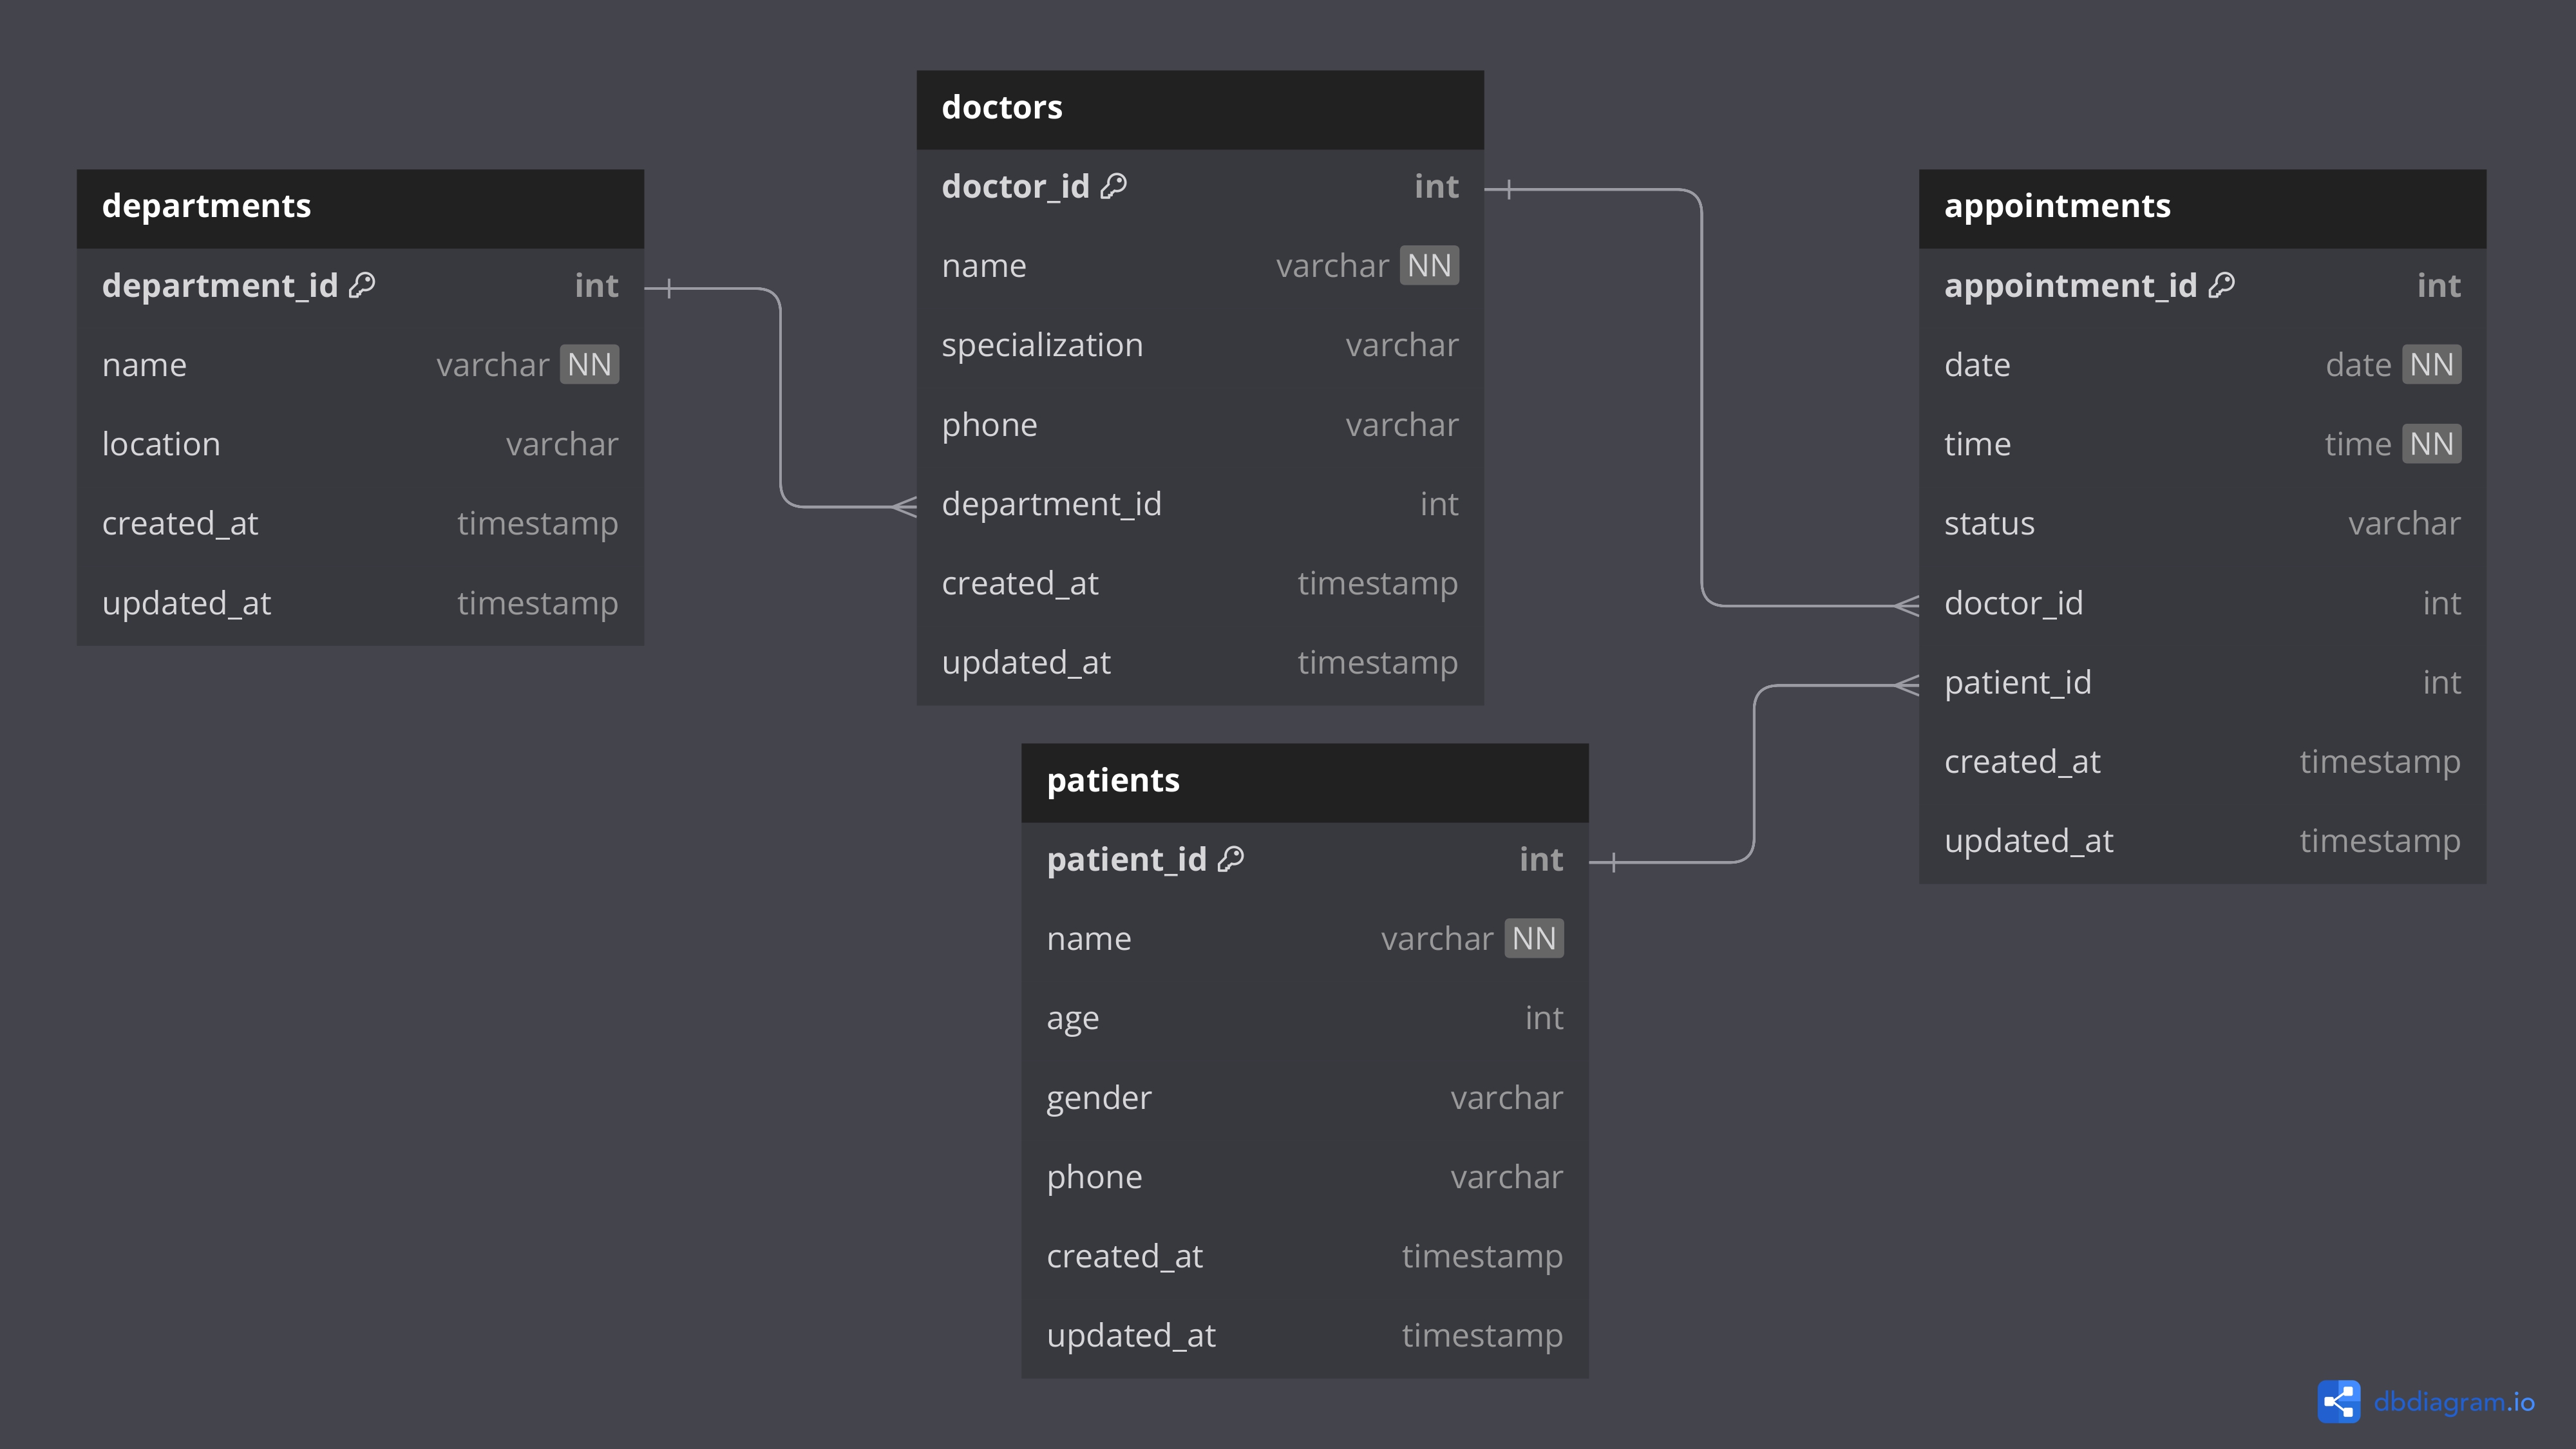 departments
department_id int
name varchar NN
location varchar
created_at timestamp
updated_at timestamp
doctors
doctor_id int
name varchar NN
specialization varchar
phone varchar
department_id int
created_at timestamp
updated_at timestamp
patients
patient_id int
name varchar NN
age int
gender varchar
phone varchar
created_at timestamp
updated_at timestamp
appointments
appointment_id int
date date NN
time time NN
status varchar
doctor_id int
patient_id int
created_at timestamp
updated_at timestamp
dbdiagram.io